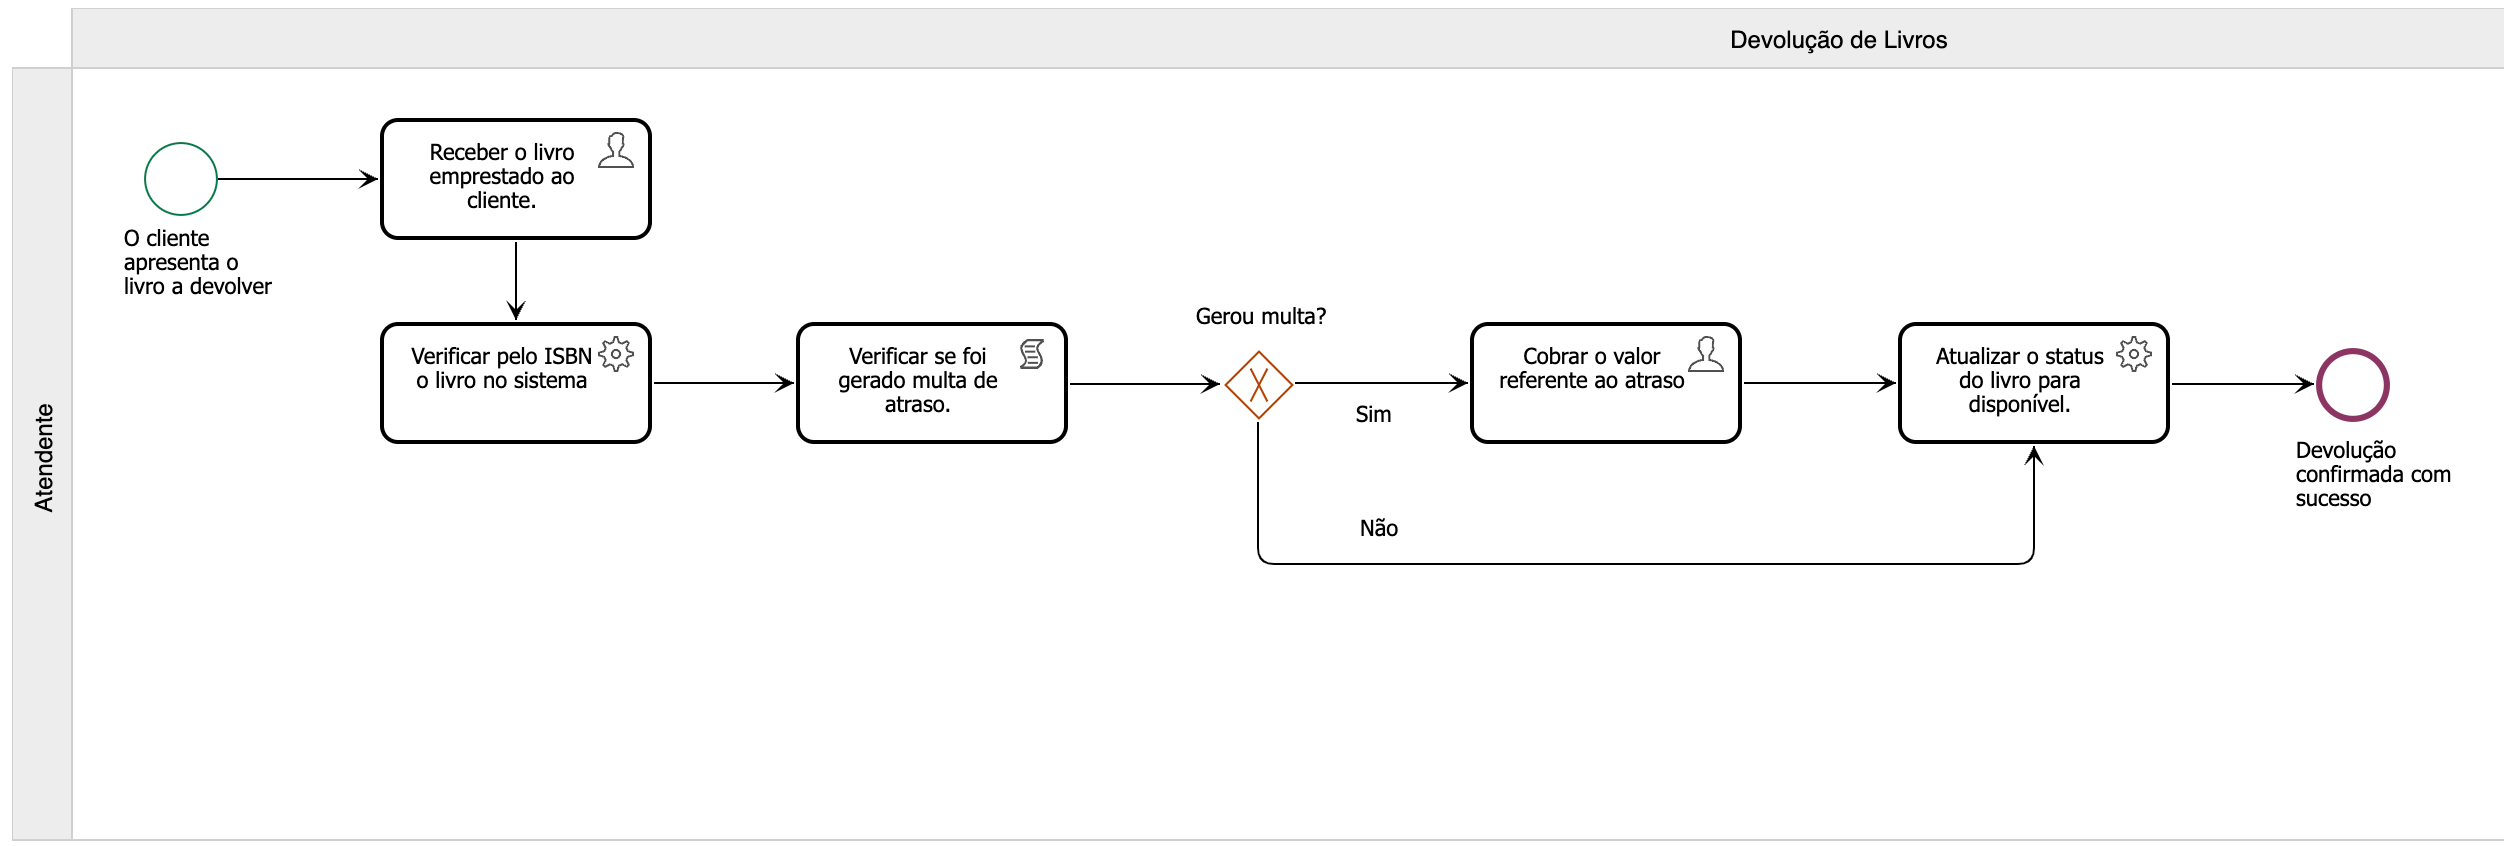 Devolução de Livros
Atendente
O cliente
apresenta o
livro a devolver
Receber o livro
emprestado ao
cliente.
Verificar pelo ISBN
o livro no sistema
Verificar se foi
gerado multa de
atraso.
Gerou multa?
Sim
Não
Cobrar o valor
referente ao atraso
Atualizar o status
do livro para
disponível.
Devolução
confirmada com
sucesso